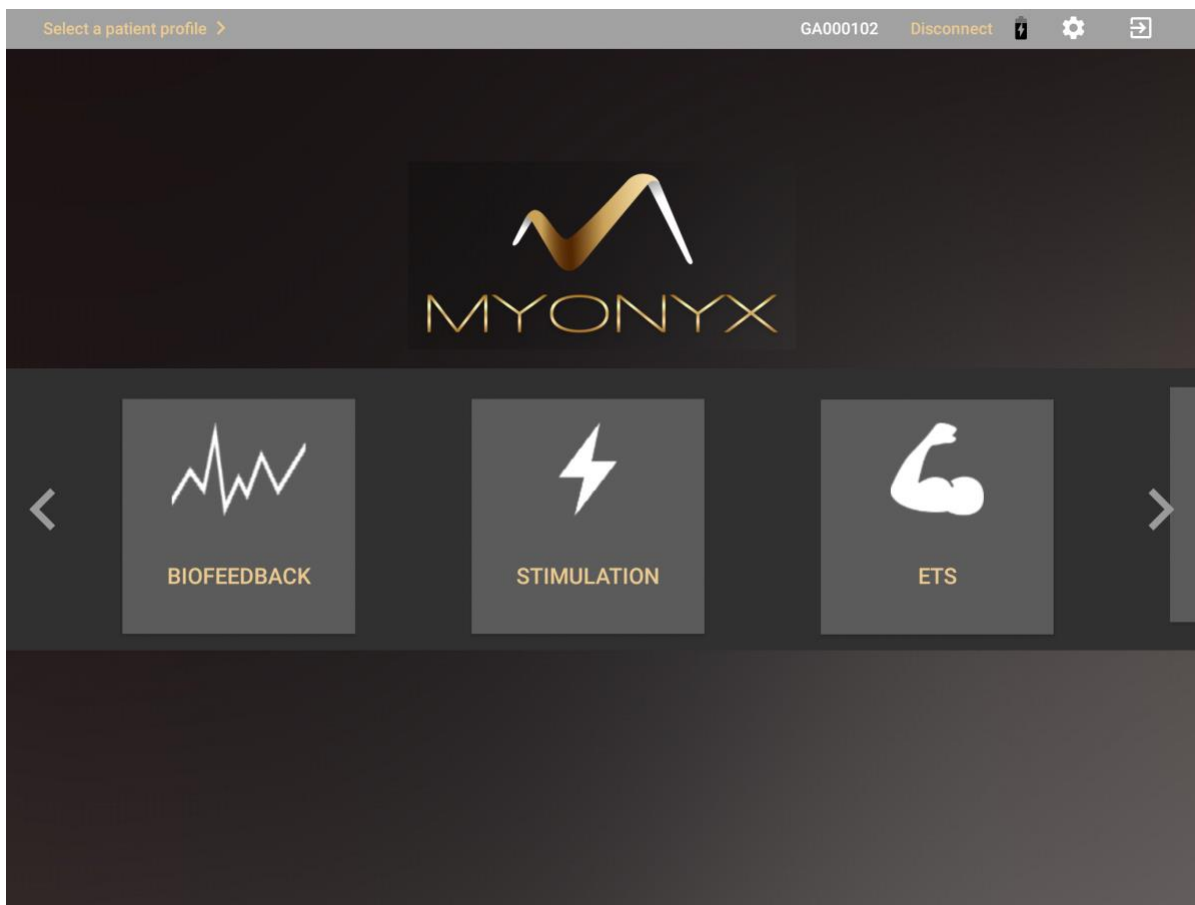 Select a patient profile
GA000102 Disconnect
MYONYX
BIOFEEDBACK
STIMULATION
ETS